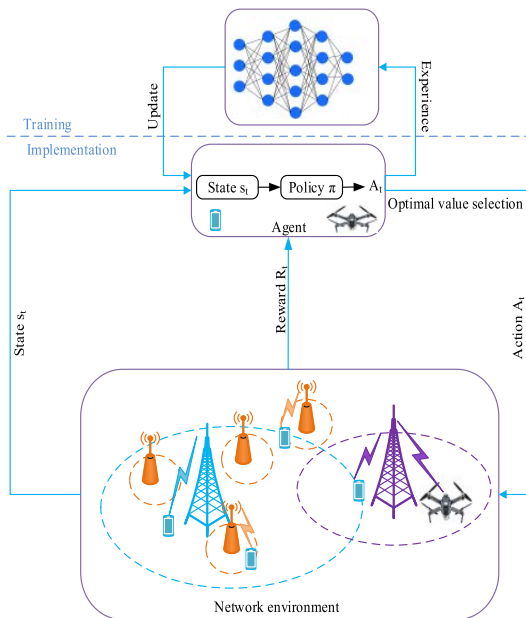 Update
Experience
Training
Implementation
State sₜ
Policy π
Aₜ
Optimal value selection
Agent
State sₜ
Reward Rₜ
Action Aₜ
Network environment